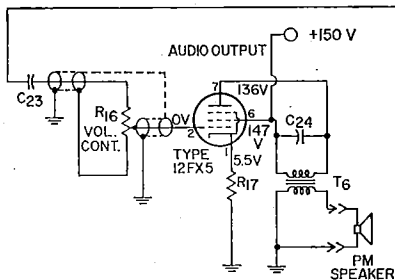 AUDIO OUTPUT
+150 V
C23
R16
VOL.
CONT.
0V
2
7
136V
6
147
V
TYPE
12FX5
1
5.5V
R17
C24
T6
PM
SPEAKER